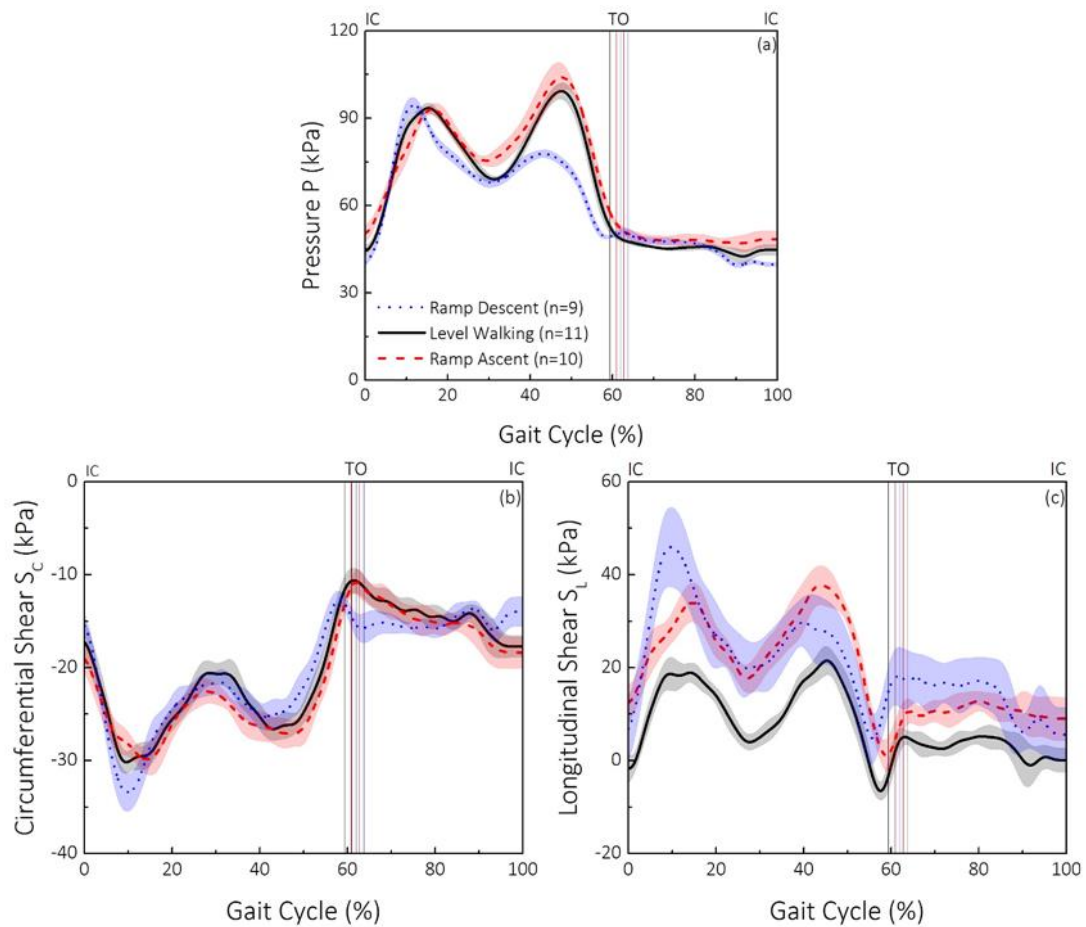 IC TO IC
120
(a)
90
60
30
0
Pressure P (kPa)
Ramp Descent (n=9)
Level Walking (n=11)
Ramp Ascent (n=10)
0 20 40 60 80 100
Gait Cycle (%)
IC TO IC
0
(b)
-10
-20
-30
-40
Circumferential Shear S_C (kPa)
0 20 40 60 80 100
Gait Cycle (%)
IC TO IC
60
(c)
40
20
0
-20
Longitudinal Shear S_L (kPa)
0 20 40 60 80 100
Gait Cycle (%)